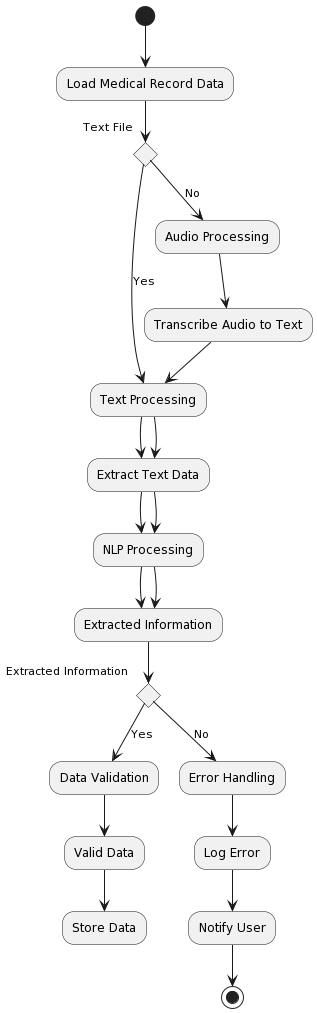 Load Medical Record Data
Text File
No
Audio Processing
Yes
Transcribe Audio to Text
Text Processing
Extract Text Data
NLP Processing
Extracted Information
Extracted Information
Yes
No
Data Validation
Error Handling
Valid Data
Log Error
Store Data
Notify User